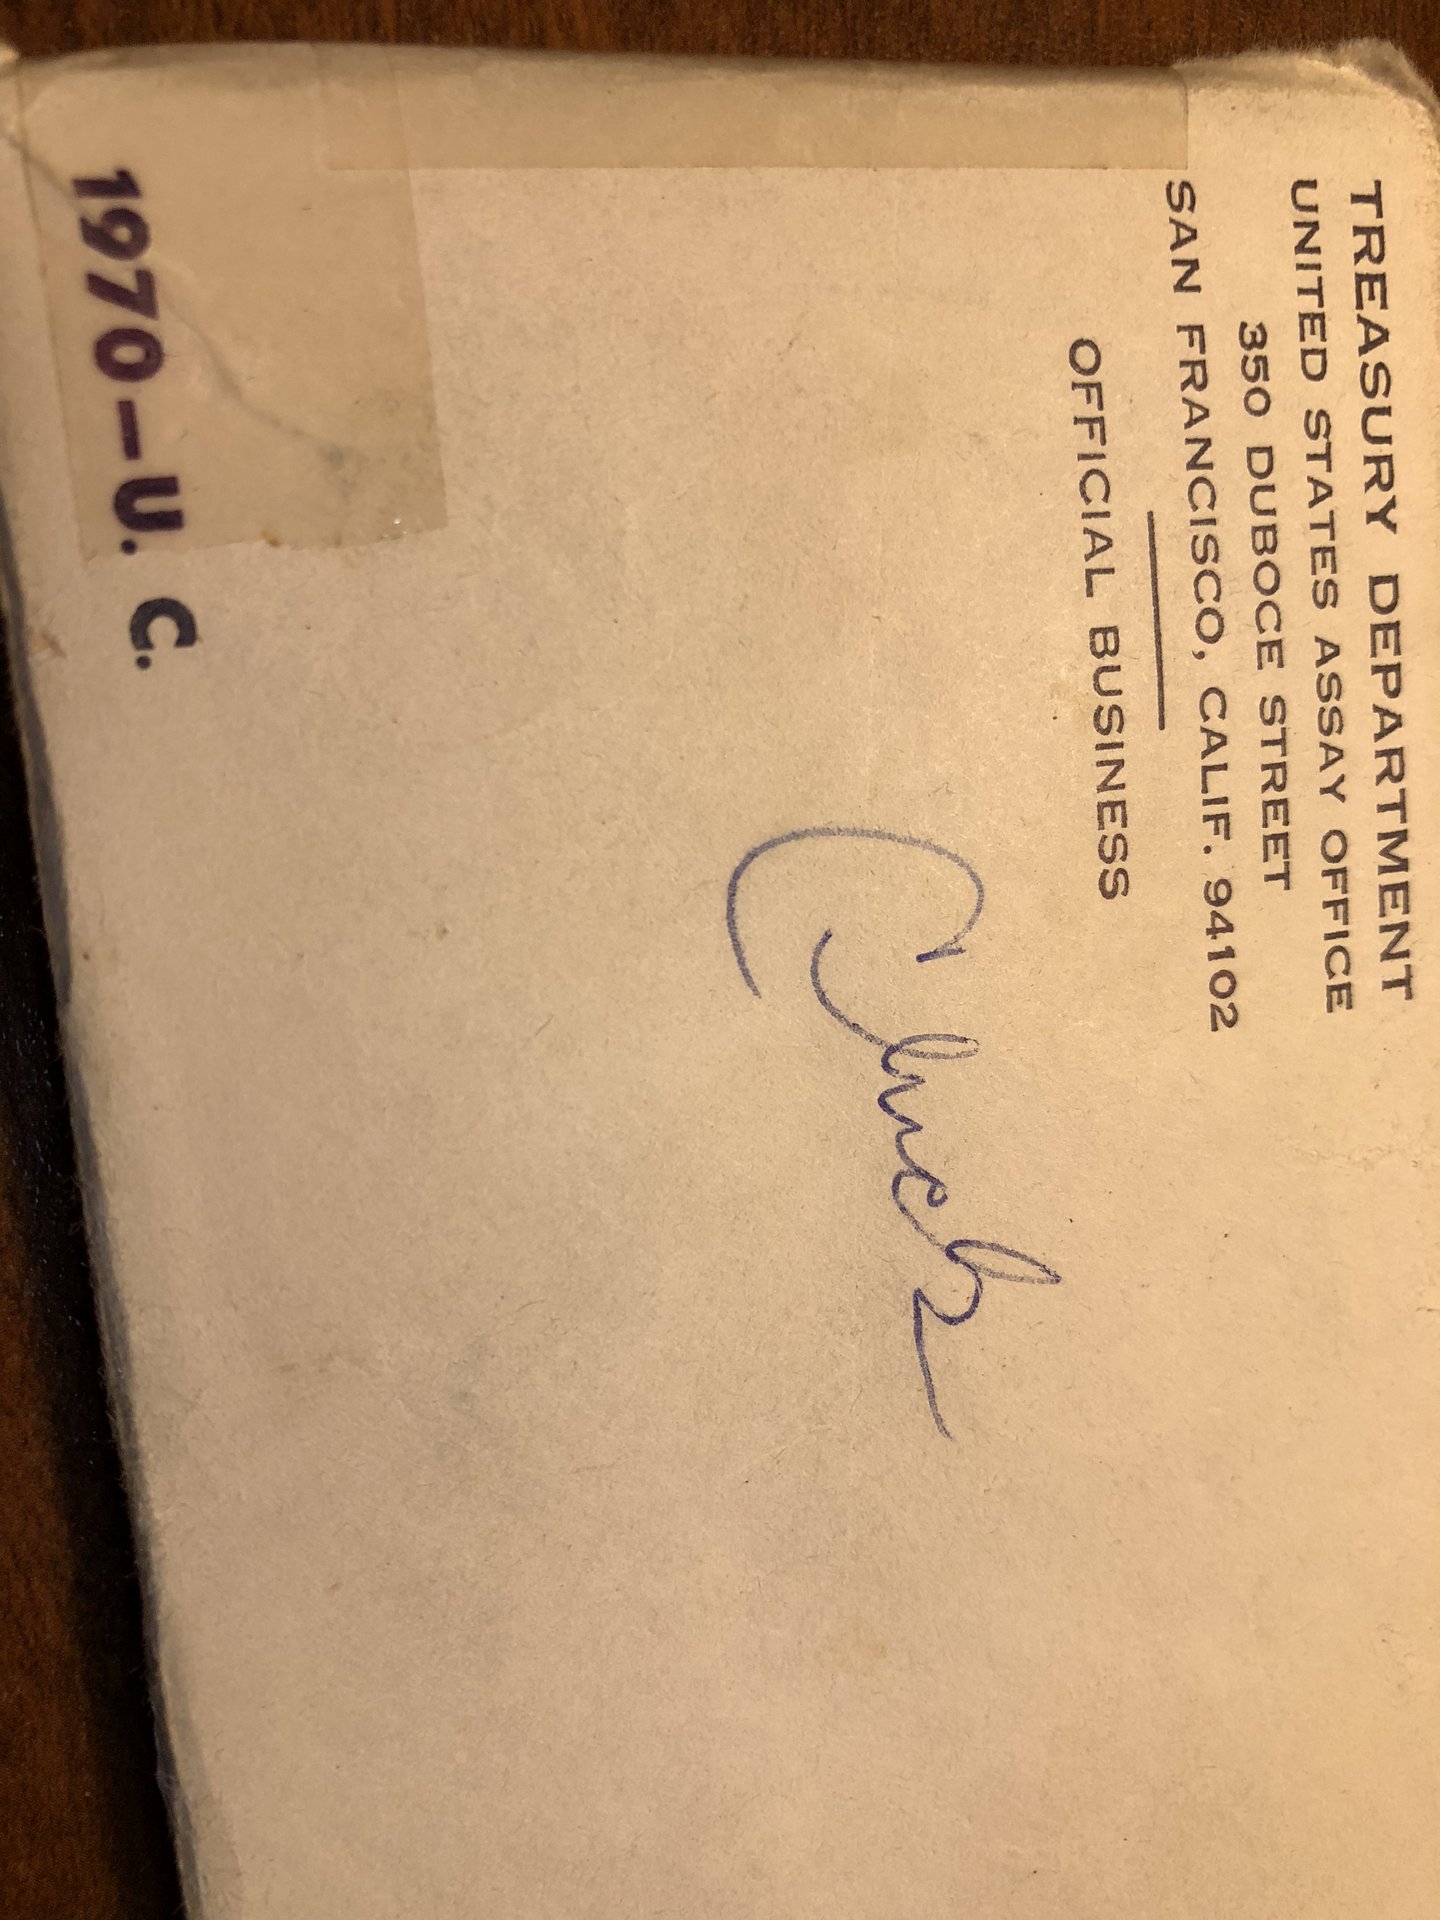 TREASURY DEPARTMENT
UNITED STATES ASSAY OFFICE
350 DUBOCE STREET
SAN FRANCISCO, CALIF. 94102
OFFICIAL BUSINESS
Chuck
1970-U.C.